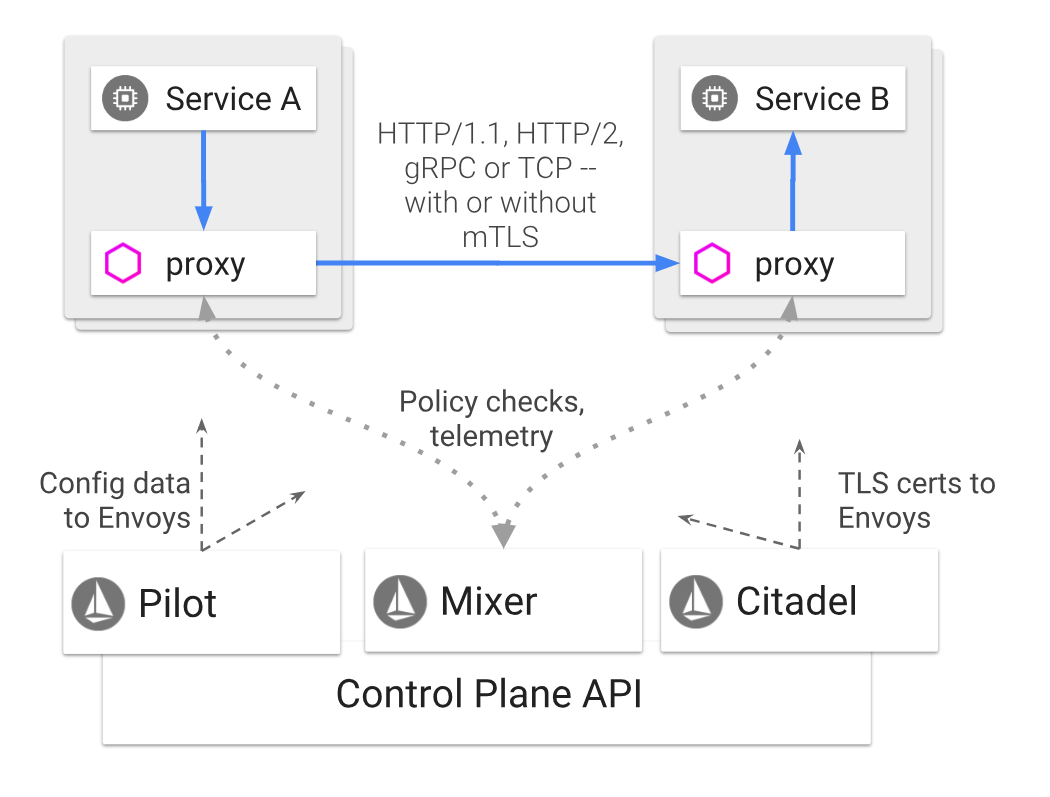 Service A
Service B
HTTP/1.1, HTTP/2,
gRPC or TCP --
with or without
mTLS
proxy
proxy
Policy checks,
telemetry
Config data
to Envoys
TLS certs to
Envoys
Pilot
Mixer
Citadel
Control Plane API